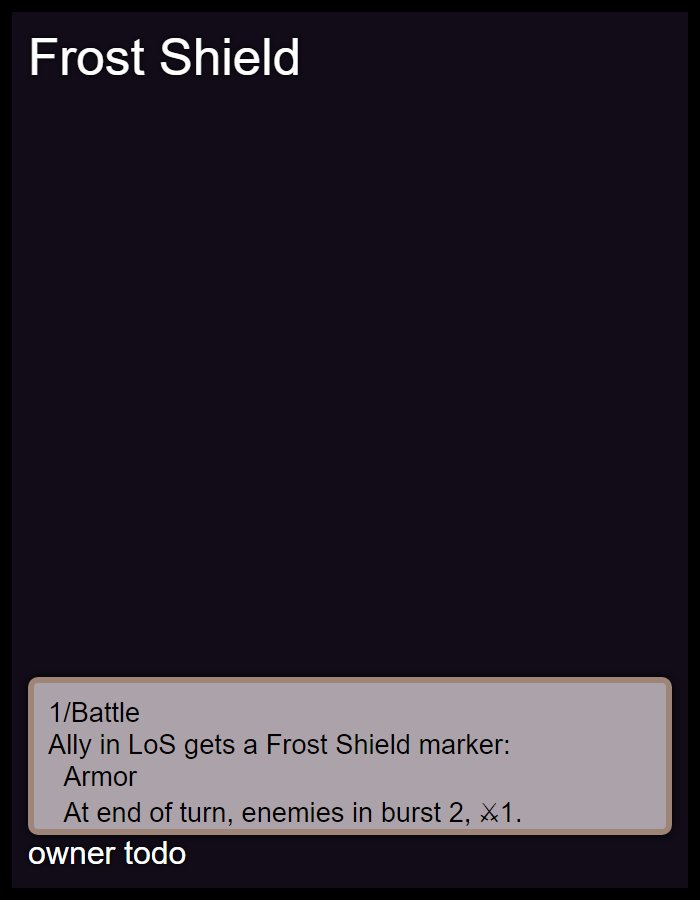 Frost Shield
1/Battle
Ally in LoS gets a Frost Shield marker:
Armor
At end of turn, enemies in burst 2, ⚔1.
owner todo